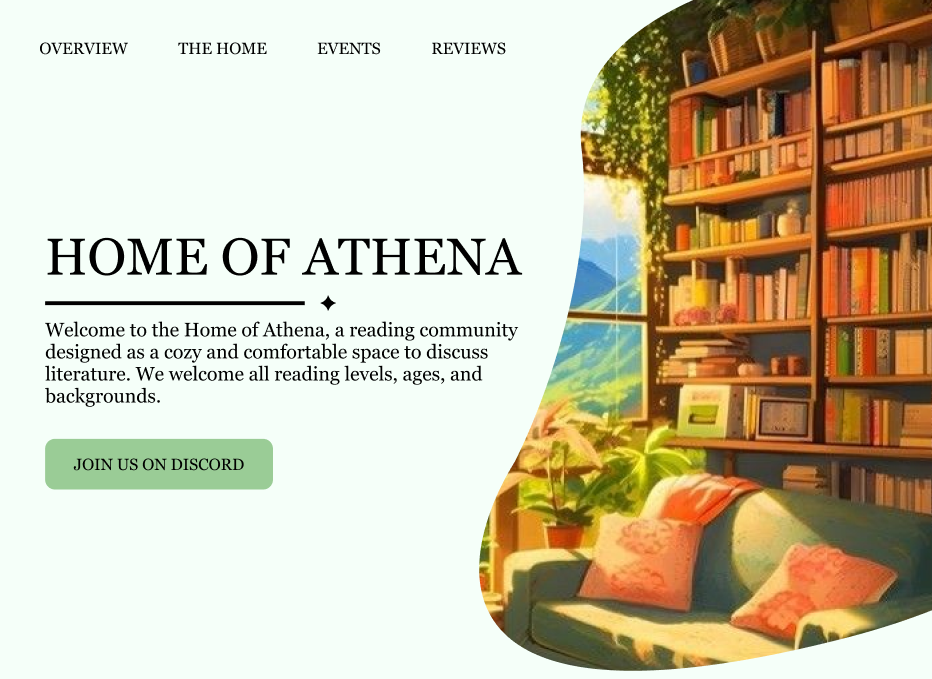 OVERVIEW THE HOME EVENTS REVIEWS
HOME OF ATHENA
Welcome to the Home of Athena, a reading community
designed as a cozy and comfortable space to discuss
literature. We welcome all reading levels, ages, and
backgrounds.
JOIN US ON DISCORD